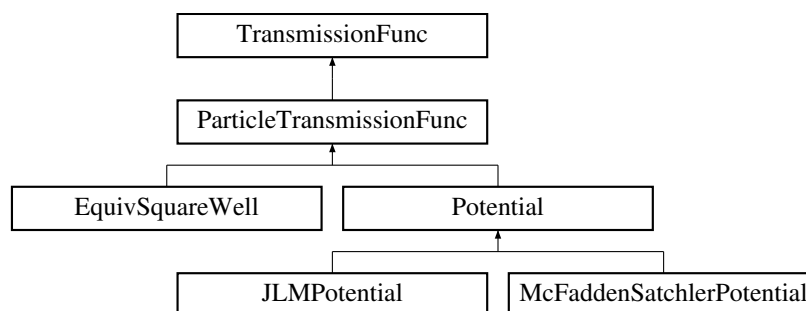 TransmissionFunc
ParticleTransmissionFunc
EquivSquareWell Potential
JLMPotential McFaddenSatchlerPotential